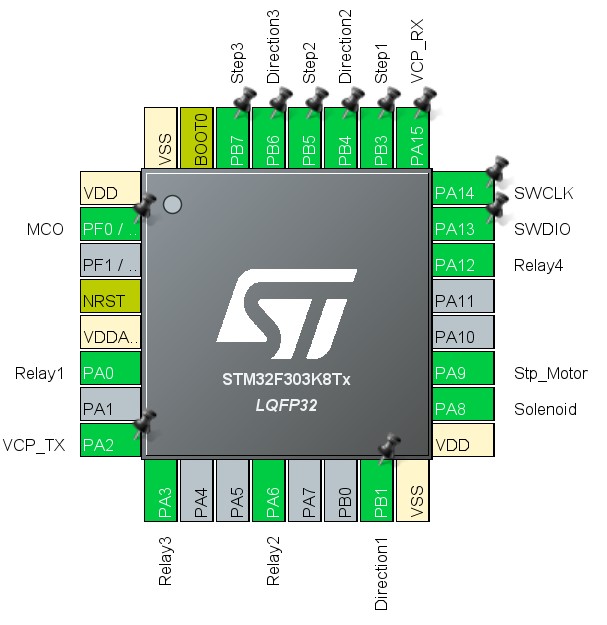 Step3
Direction3
Step2
Direction2
Step1
VCP_RX
VSS
BOOT0
PB7
PB6
PB5
PB4
PB3
PA15
VDD
MCO PF0 / ..
PF1 / ..
NRST
VDDA..
Relay1 PA0
PA1
VCP_TX PA2
PA14 SWCLK
PA13 SWDIO
PA12 Relay4
PA11
PA10
PA9 Stp_Motor
PA8 Solenoid
VDD
ST
STM32F303K8Tx
LQFP32
PA3
PA4
PA5
PA6
PA7
PB0
PB1
VSS
Relay3
Relay2
Direction1